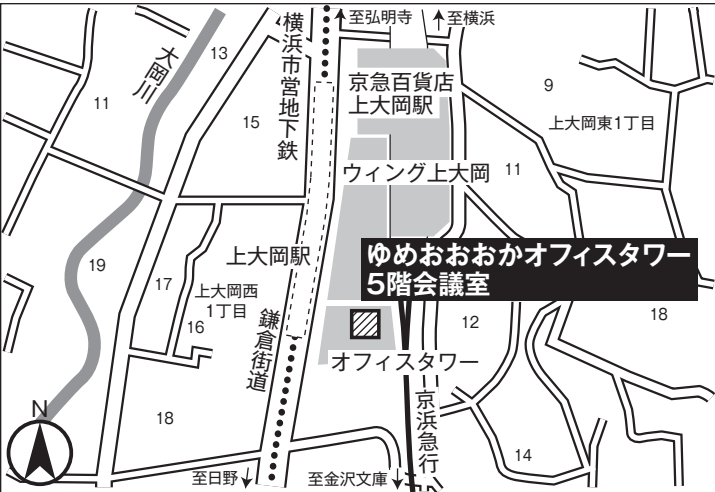 ↑至弘明寺
↑至横浜
大岡川
13
横浜市営地下鉄
京急百貨店
上大岡駅
9
11
15
上大岡東1丁目
ウィング上大岡
11
ゆめおおおかオフィスタワー
5階会議室
上大岡駅
19
17
上大岡西
1丁目
16
12
18
鎌倉街道
オフィスタワー
N
18
京浜急行
14
至日野↓
至金沢文庫↓